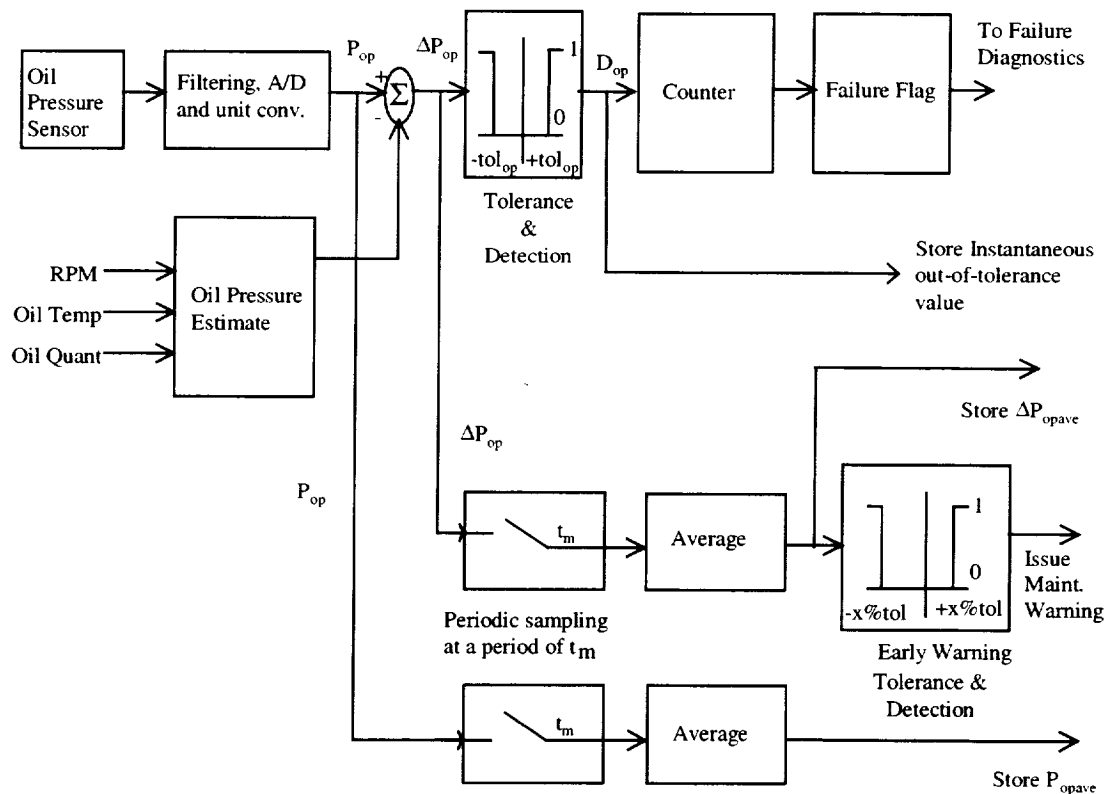 Oil
Pressure
Sensor
Filtering, A/D
and unit conv.
P_op
+
-
Σ
ΔP_op
1
0
-tol_op
+tol_op
Tolerance
&
Detection
D_op
Counter
Failure Flag
To Failure
Diagnostics
Store Instantaneous
out-of-tolerance
value
RPM
Oil Temp
Oil Quant
Oil Pressure
Estimate
ΔP_op
P_op
t_m
Periodic sampling
at a period of t_m
Average
Store ΔP_opave
1
0
-x%tol
+x%tol
Early Warning
Tolerance &
Detection
Issue
Maint.
Warning
t_m
Average
Store P_opave